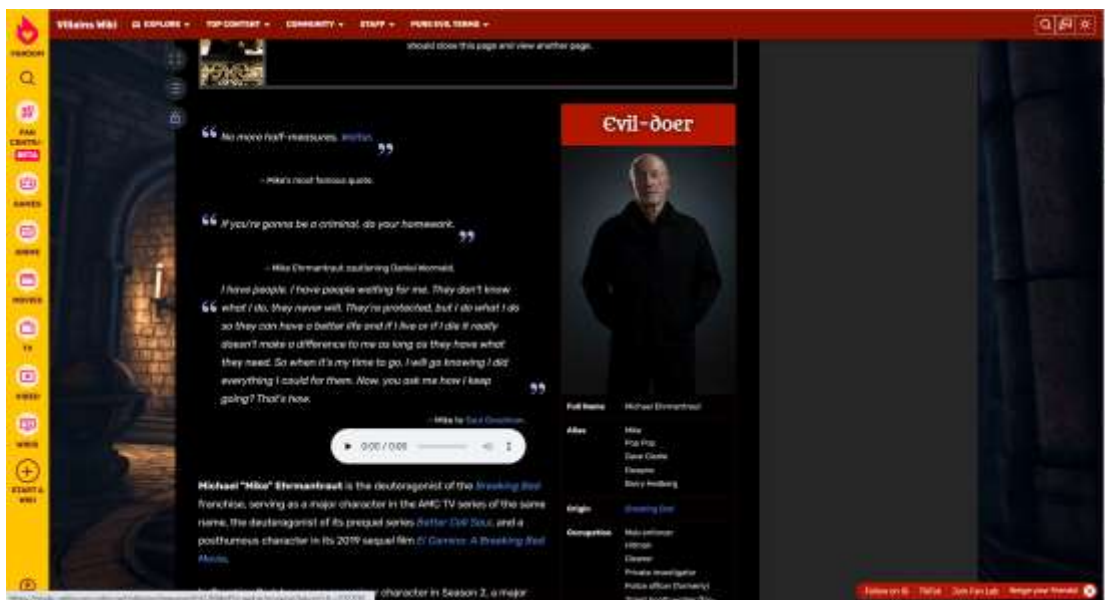 Villains Wiki
EXPLORE
TOP CONTENT
COMMUNITY
STAFF
PURE EVIL TERMS
FANDOM
FAN
CENTRAL
BETA
GAMES
ANIME
MOVIES
TV
VIDEO
WIKIS
START A
WIKI
should close this page and view another page.
“ No more half-measures, Walter. ”
– Mike's most famous quote.
“ If you're gonna be a criminal, do your homework. ”
– Mike Ehrmantraut cautioning Daniel Wormald.
I have people. I have people waiting for me. They don't know
“ what I do, they never will. They're protected, but I do what I do
so they can have a better life and if I live or if I die it really
doesn't make a difference to me as long as they have what
they need. So when it's my time to go, I will go knowing I did
everything I could for them. Now, you ask me how I keep
going? That's how. ”
– Mike to Saul Goodman.
0:00 / 0:00
Michael "Mike" Ehrmantraut is the deuteragonist of the Breaking Bad
franchise, serving as a major character in the AMC TV series of the same
name, the deuteragonist of its prequel series Better Call Saul, and a
posthumous character in its 2019 sequel film El Camino: A Breaking Bad
Movie.
character in Season 2, a major
Evil-doer
Full Name Michael Ehrmantraut
Alias Mike
Pop Pop
Dave Clark
Barry Hedberg
Origin Breaking Bad
Occupation
Hitman
Cleaner
Private investigator
Police officer (formerly)
Follow on IG
TikTok
Join Fan Lab